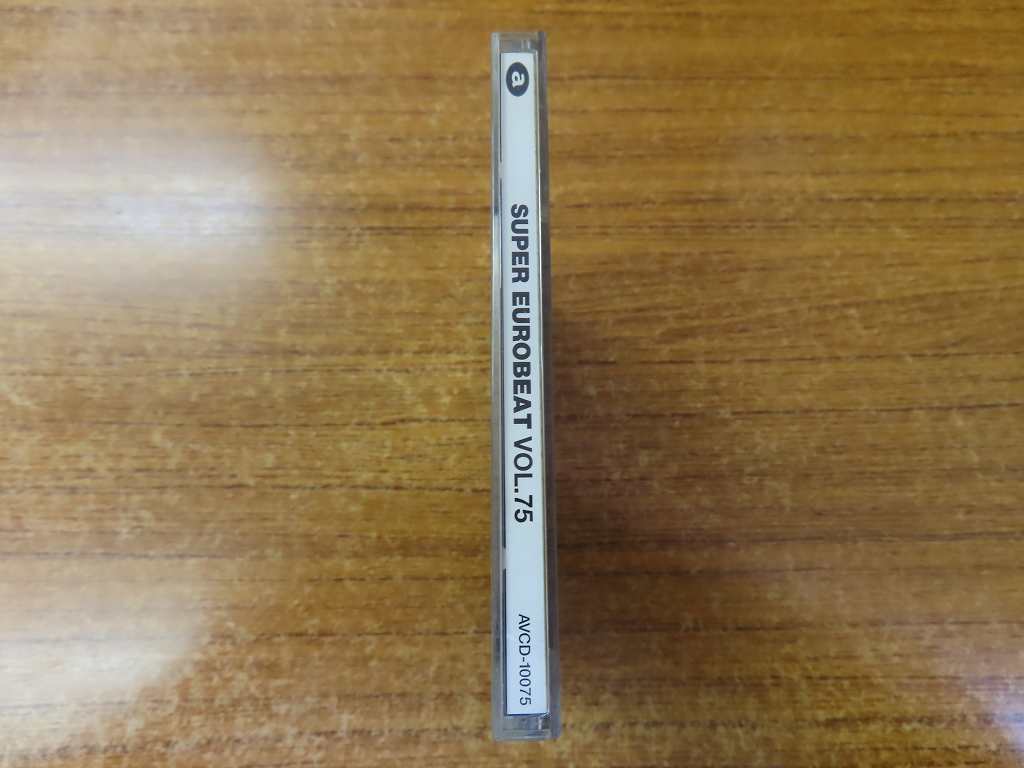 a
SUPER EUROBEAT VOL.75
AVCD-10075